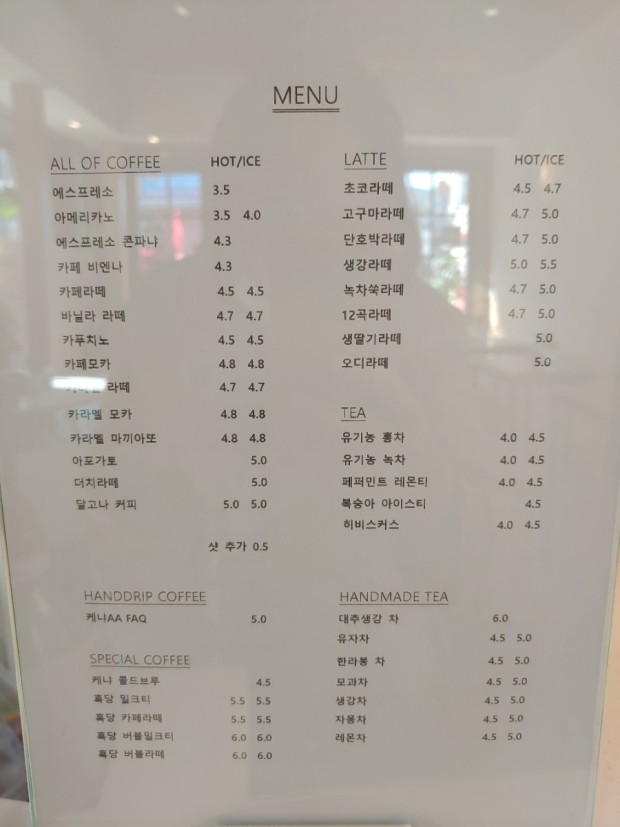 MENU
ALL OF COFFEE HOT/ICE
에스프레소 3.5
아메리카노 3.5 4.0
에스프레소 콘파냐 4.3
카페 비엔나 4.3
카페라떼 4.5 4.5
바닐라 라떼 4.7 4.7
카푸치노 4.5 4.5
카페모카 4.8 4.8
라떼 4.7 4.7
카라멜 모카 4.8 4.8
카라멜 마끼아또 4.8 4.8
아포가토 5.0
더치라떼 5.0
달고나 커피 5.0 5.0
샷 추가 0.5
HANDDRIP COFFEE
케냐AA FAQ 5.0
SPECIAL COFFEE
케냐 콜드브루 4.5
흑당 밀크티 5.5 5.5
흑당 카페라떼 5.5 5.5
흑당 버블밀크티 6.0 6.0
흑당 버블라떼 6.0 6.0
LATTE HOT/ICE
초코라떼 4.5 4.7
고구마라떼 4.7 5.0
단호박라떼 4.7 5.0
생강라떼 5.0 5.5
녹차쑥라떼 4.7 5.0
12곡라떼 4.7 5.0
생딸기라떼 5.0
오디라떼 5.0
TEA
유기농 홍차 4.0 4.5
유기농 녹차 4.0 4.5
페퍼민트 레몬티 4.0 4.5
복숭아 아이스티 4.5
히비스커스 4.0 4.5
HANDMADE TEA
대추생강 차 6.0
유자차 4.5 5.0
한라봉 차 4.5 5.0
모과차 4.5 5.0
생강차 4.5 5.0
자몽차 4.5 5.0
레몬차 4.5 5.0